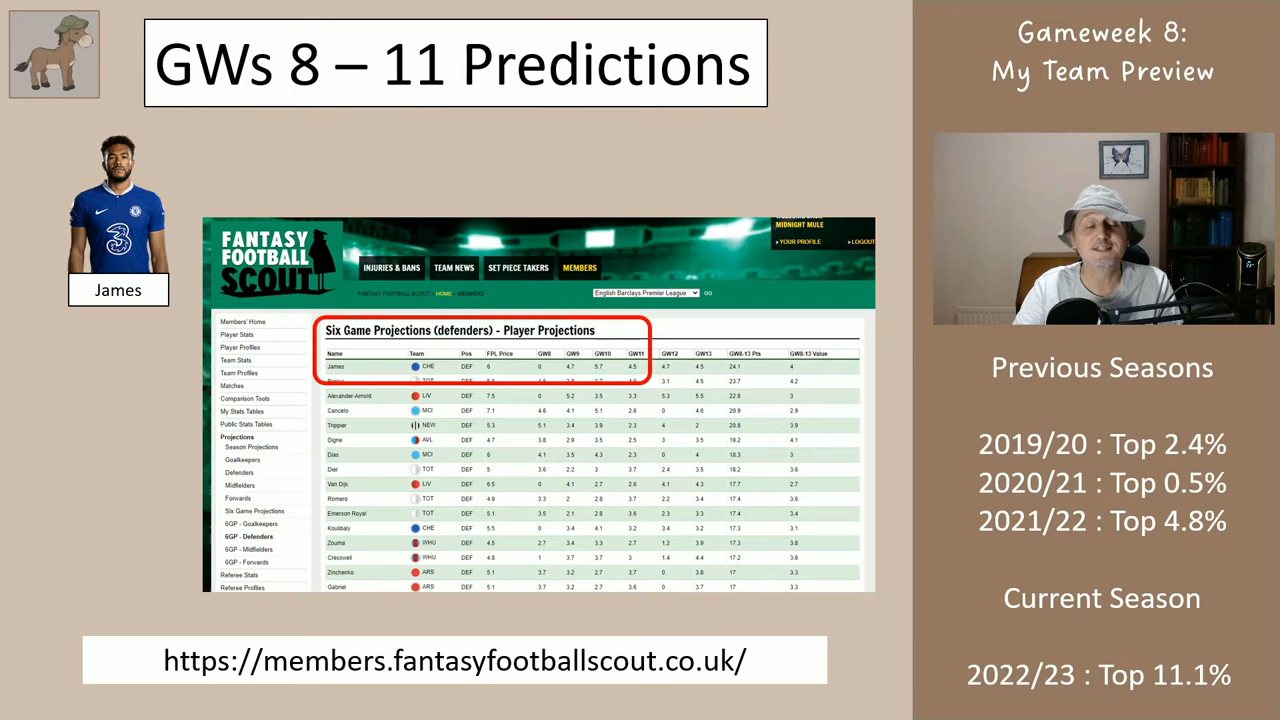 GWs 8 – 11 Predictions
James
FANTASY
FOOTBALL
SCOUT
MIDNIGHT MULE
YOUR PROFILE
LOGOUT
INJURIES & BANS TEAM NEWS SET PIECE TAKERS MEMBERS
FANTASY FOOTBALL SCOUT > HOME > MEMBERS
English Barclays Premier League GO
Members' Home
Player Stats
Player Profiles
Team Stats
Team Profiles
Matches
Comparison Tools
My Stats Tables
Public Stats Tables
Projections
Season Projections
Goalkeepers
Defenders
Midfielders
Forwards
Six Game Projections
6GP - Goalkeepers
6GP - Defenders
6GP - Midfielders
6GP - Forwards
Referee Stats
Referee Profiles
Six Game Projections (defenders) - Player Projections
Name Team Pos FPL Price GW8 GW9 GW10 GW11 GW12 GW13 GW8-13 Pts GW8-13 Value
James CHE DEF 6 0 4.7 5.7 4.5 4.7 4.5 24.1 4
TOT DEF 3.1 4.5 23.7 4.2
Alexander-Arnold LIV DEF 7.5 0 5.2 3.5 3.3 5.3 5.5 22.8 3
Cancelo MCI DEF 7.1 4.6 4.1 5.1 2.6 0 4.6 20.9 2.9
Trippier NEW DEF 5.3 5.1 3.4 3.9 2.3 4 2 20.8 3.9
Digne AVL DEF 4.7 3.8 2.9 3.5 2.5 3 3.5 19.2 4.1
Dias MCI DEF 6 4.1 3.5 4.3 2.3 0 4 18.3 3
Dier TOT DEF 5 3.6 2.2 3 3.7 2.4 3.5 18.2 3.6
Van Dijk LIV DEF 6.5 0 4.1 2.7 2.6 4.1 4.3 17.7 2.7
Romero TOT DEF 4.9 3.3 2 2.8 3.7 2.2 3.4 17.4 3.6
Emerson Royal TOT DEF 5.1 3.5 2.1 2.8 3.6 2.3 3.3 17.4 3.4
Koulibaly CHE DEF 5.5 0 3.4 4.1 3.2 3.4 3.2 17.3 3.1
Zouma WHU DEF 4.5 2.7 3.4 3.4 2.7 1.2 3.9 17.3 3.8
Cresswell WHU DEF 4.8 1 3.7 3.7 3 1.4 4.4 17.2 3.6
Zinchenko ARS DEF 5.1 3.7 3.2 2.7 3.6 0 3.8 17 3.3
Gabriel ARS DEF 5.1 3.7 3.2 2.7 3.6 0 3.7 17 3.3
https://members.fantasyfootballscout.co.uk/
Gameweek 8:
My Team Preview
Previous Seasons
2019/20 : Top 2.4%
2020/21 : Top 0.5%
2021/22 : Top 4.8%
Current Season
2022/23 : Top 11.1%